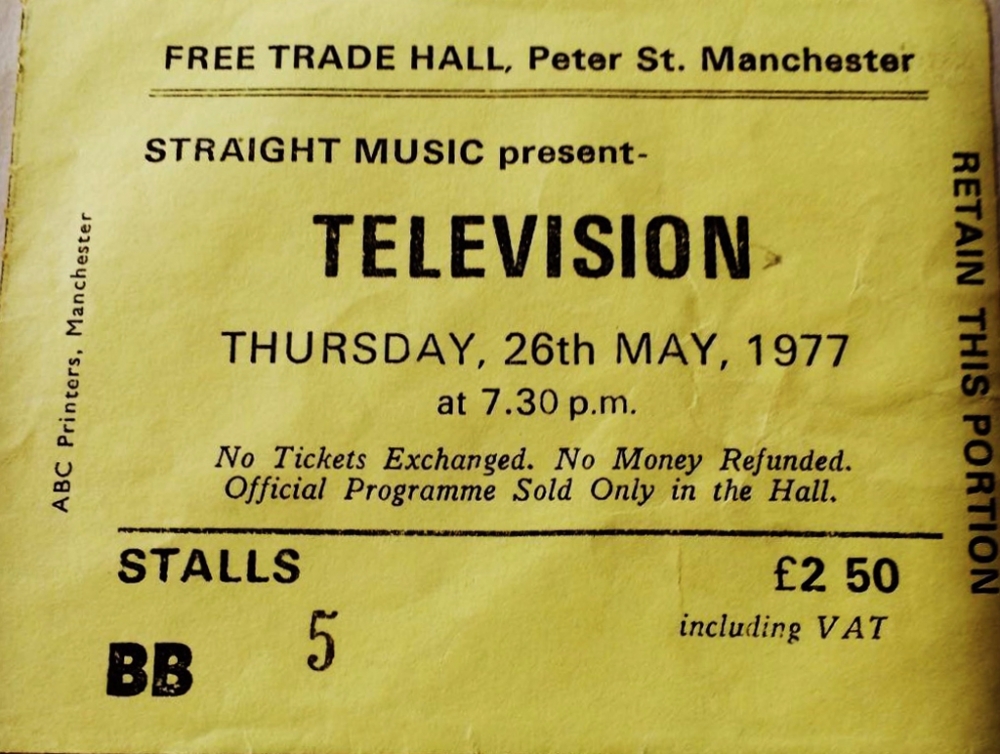 FREE TRADE HALL, Peter St. Manchester
STRAIGHT MUSIC present-
TELEVISION
THURSDAY, 26th MAY, 1977
at 7.30 p.m.
No Tickets Exchanged. No Money Refunded.
Official Programme Sold Only in the Hall.
STALLS
£2 50
including VAT
BB 5
ABC Printers, Manchester
RETAIN THIS PORTION